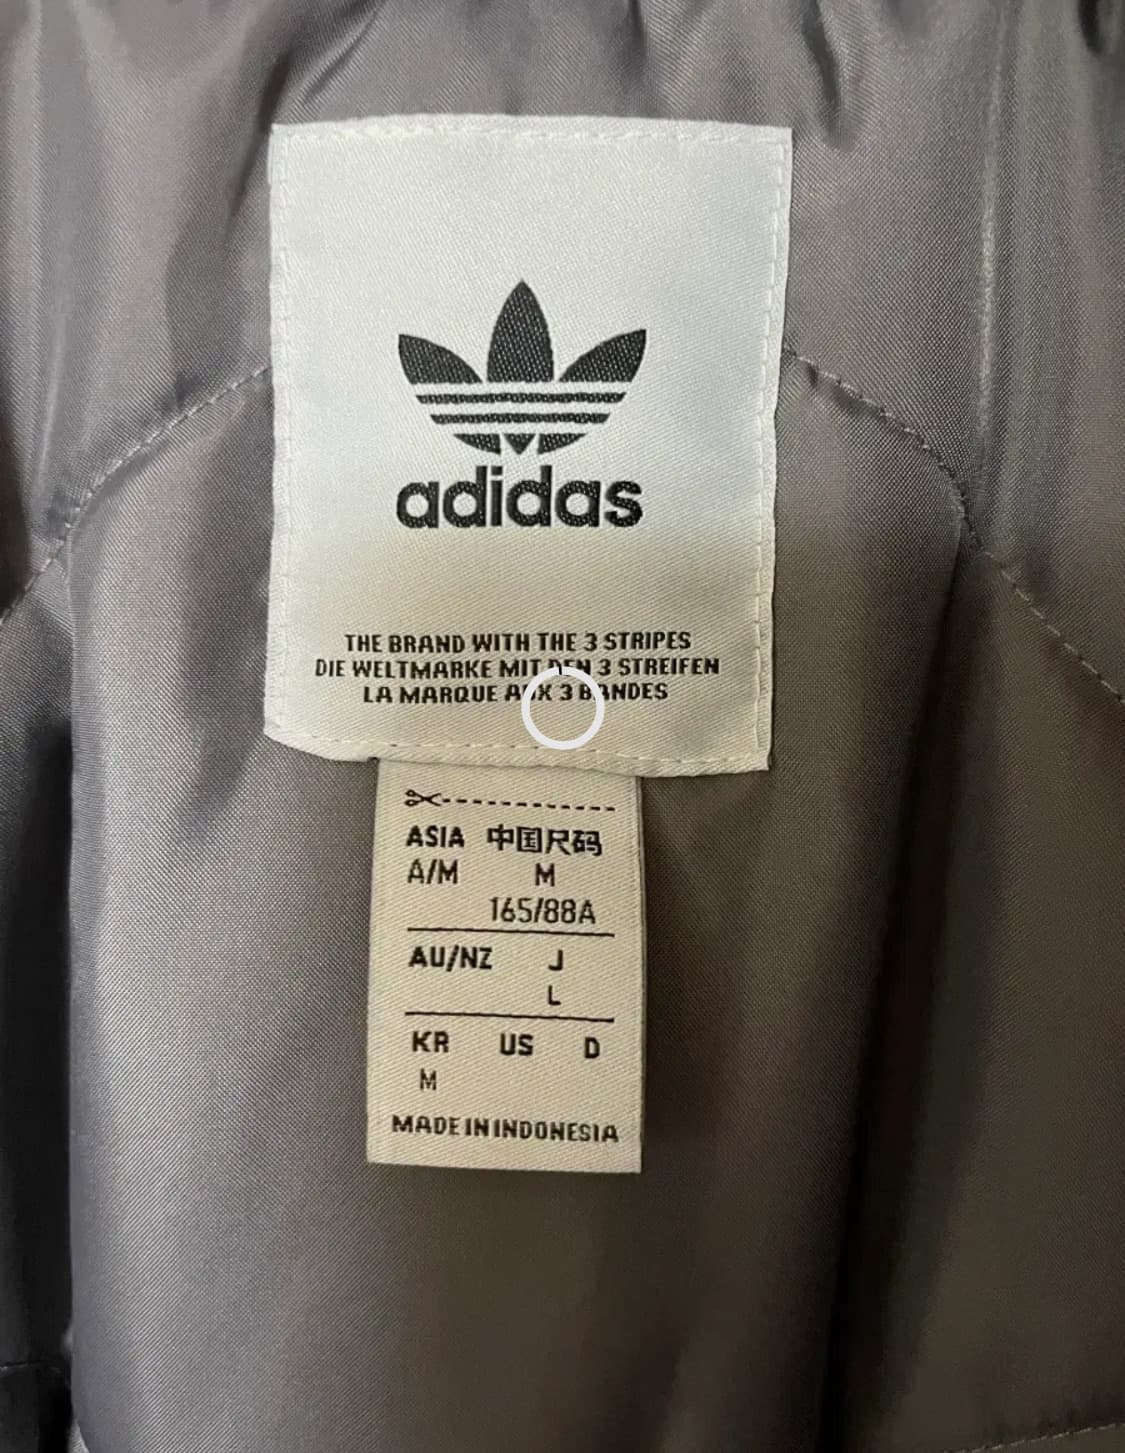 adidas
THE BRAND WITH THE 3 STRIPES
DIE WELTMARKE MIT DEN 3 STREIFEN
LA MARQUE AUX 3 BANDES
ASIA 中国尺码
A/M M
165/88A
AU/NZ J
L
KR US D
M
MADE IN INDONESIA